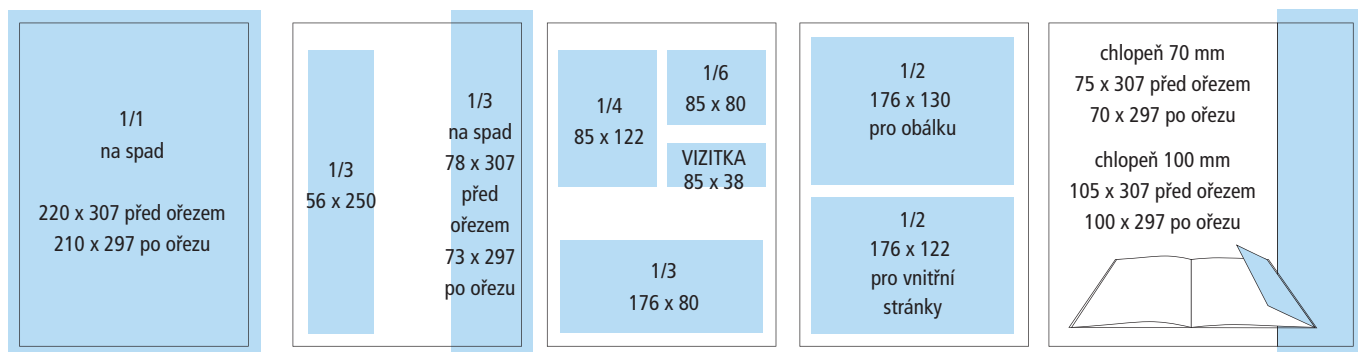 1/1
na spad
220 x 307 před ořezem
210 x 297 po ořezu
1/3
56 x 250
1/3
na spad
78 x 307
před
ořezem
73 x 297
po ořezu
1/4
85 x 122
1/6
85 x 80
VIZITKA
85 x 38
1/3
176 x 80
1/2
176 x 130
pro obálku
1/2
176 x 122
pro vnitřní
stránky
chlopeň 70 mm
75 x 307 před ořezem
70 x 297 po ořezu
chlopeň 100 mm
105 x 307 před ořezem
100 x 297 po ořezu